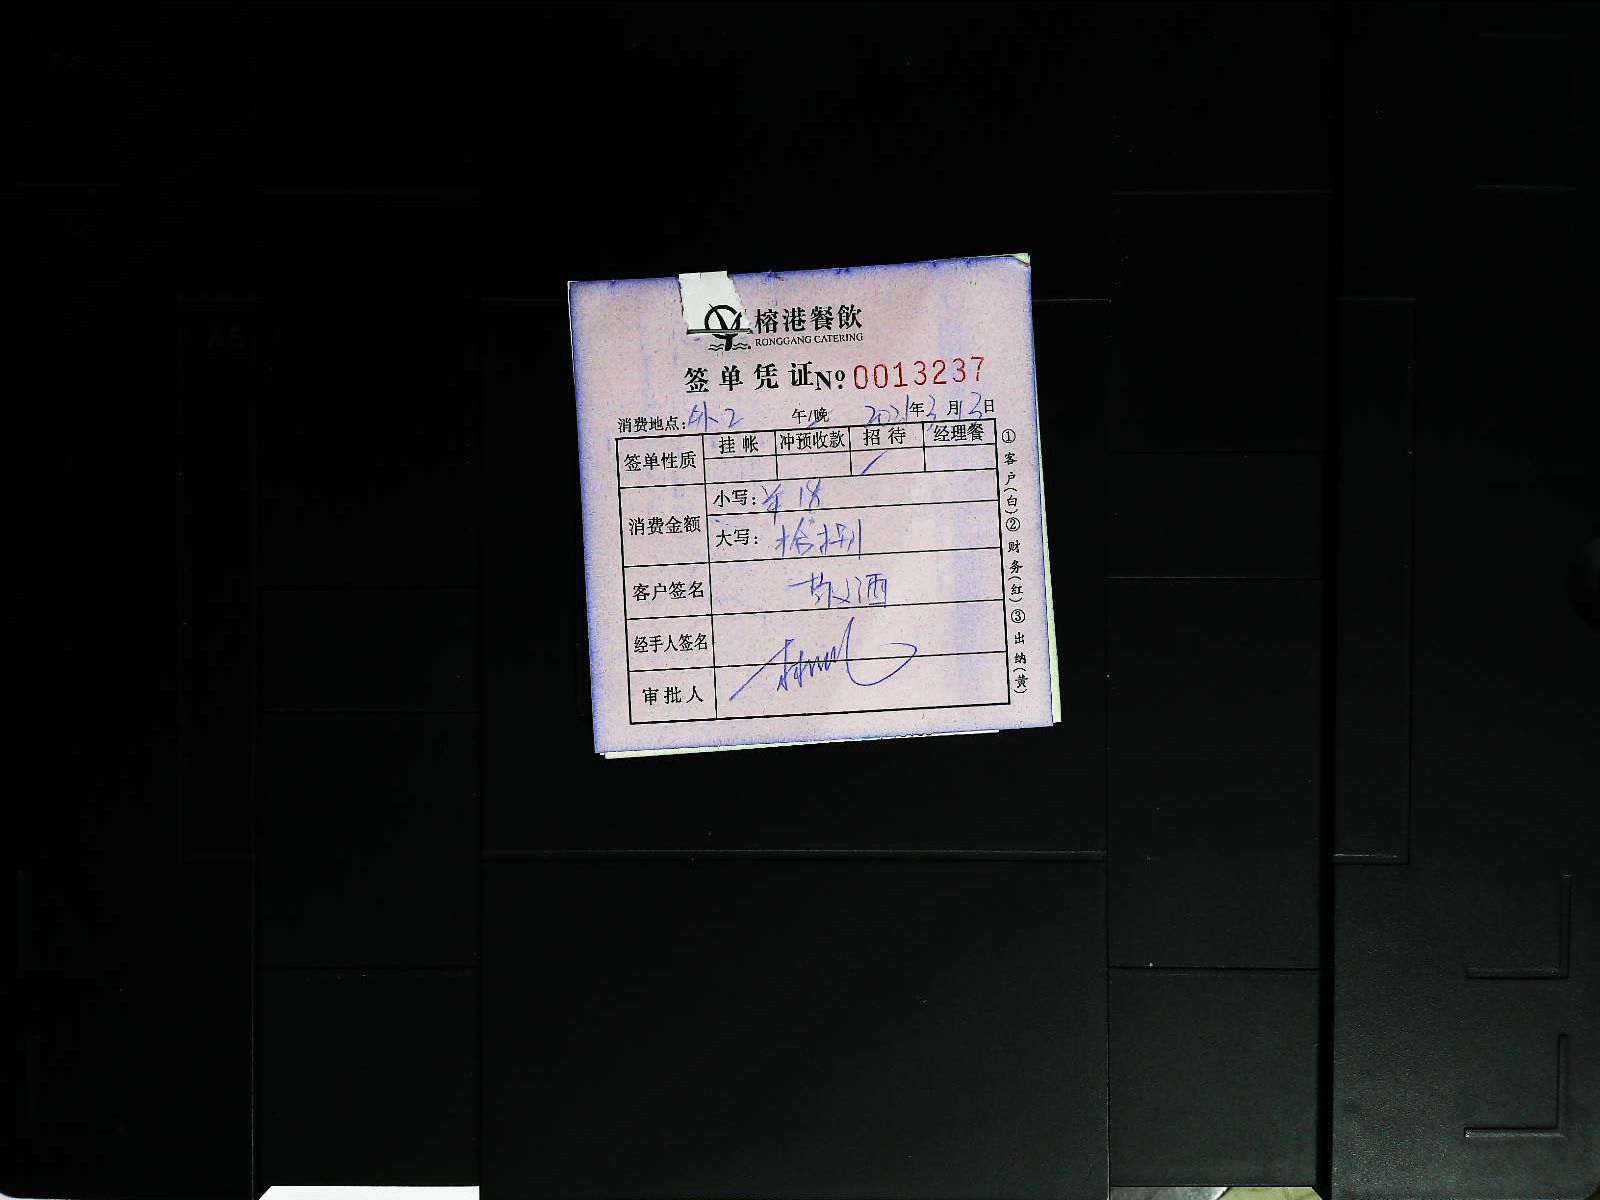 榕港餐飲
RONGGANG CATERING
签单凭证№ 0013237
消费地点：外2 午/晚 2021年3月13日
签单性质 挂帐 冲预收款 招待 经理餐
消费金额 小写：¥18
大写：拾捌
客户签名 敬酒
经手人签名
审批人
①客户(白)②财务(红)③出纳(黄)